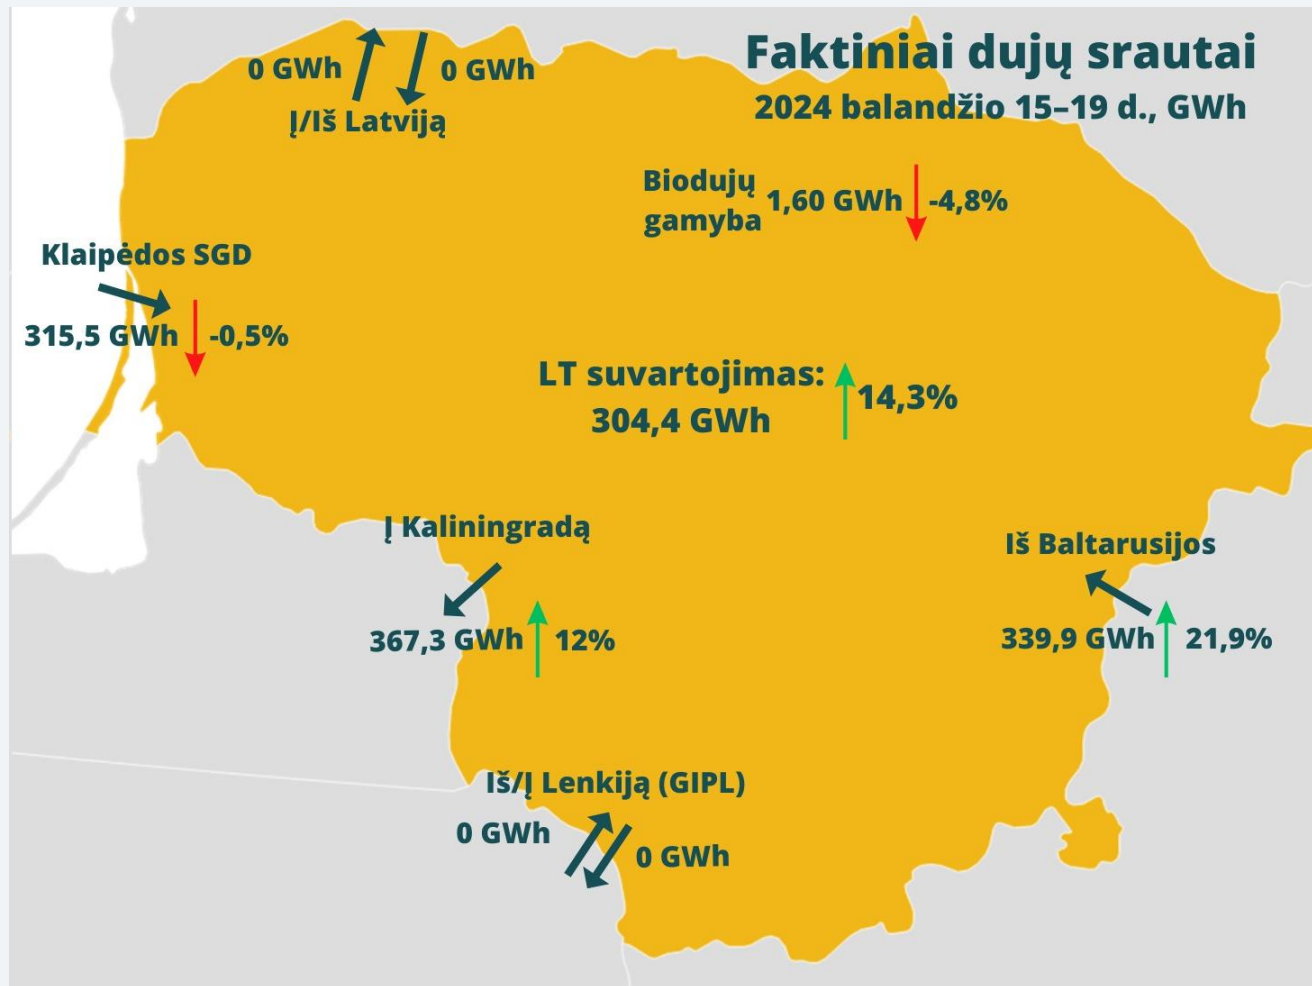 Faktiniai dujų srautai
2024 balandžio 15–19 d., GWh
0 GWh
0 GWh
Į/Iš Latviją
Biodujų
gamyba
1,60 GWh
-4,8%
Klaipėdos SGD
315,5 GWh
-0,5%
LT suvartojimas:
304,4 GWh
14,3%
Į Kaliningradą
367,3 GWh
12%
Iš Baltarusijos
339,9 GWh
21,9%
Iš/Į Lenkiją (GIPL)
0 GWh
0 GWh